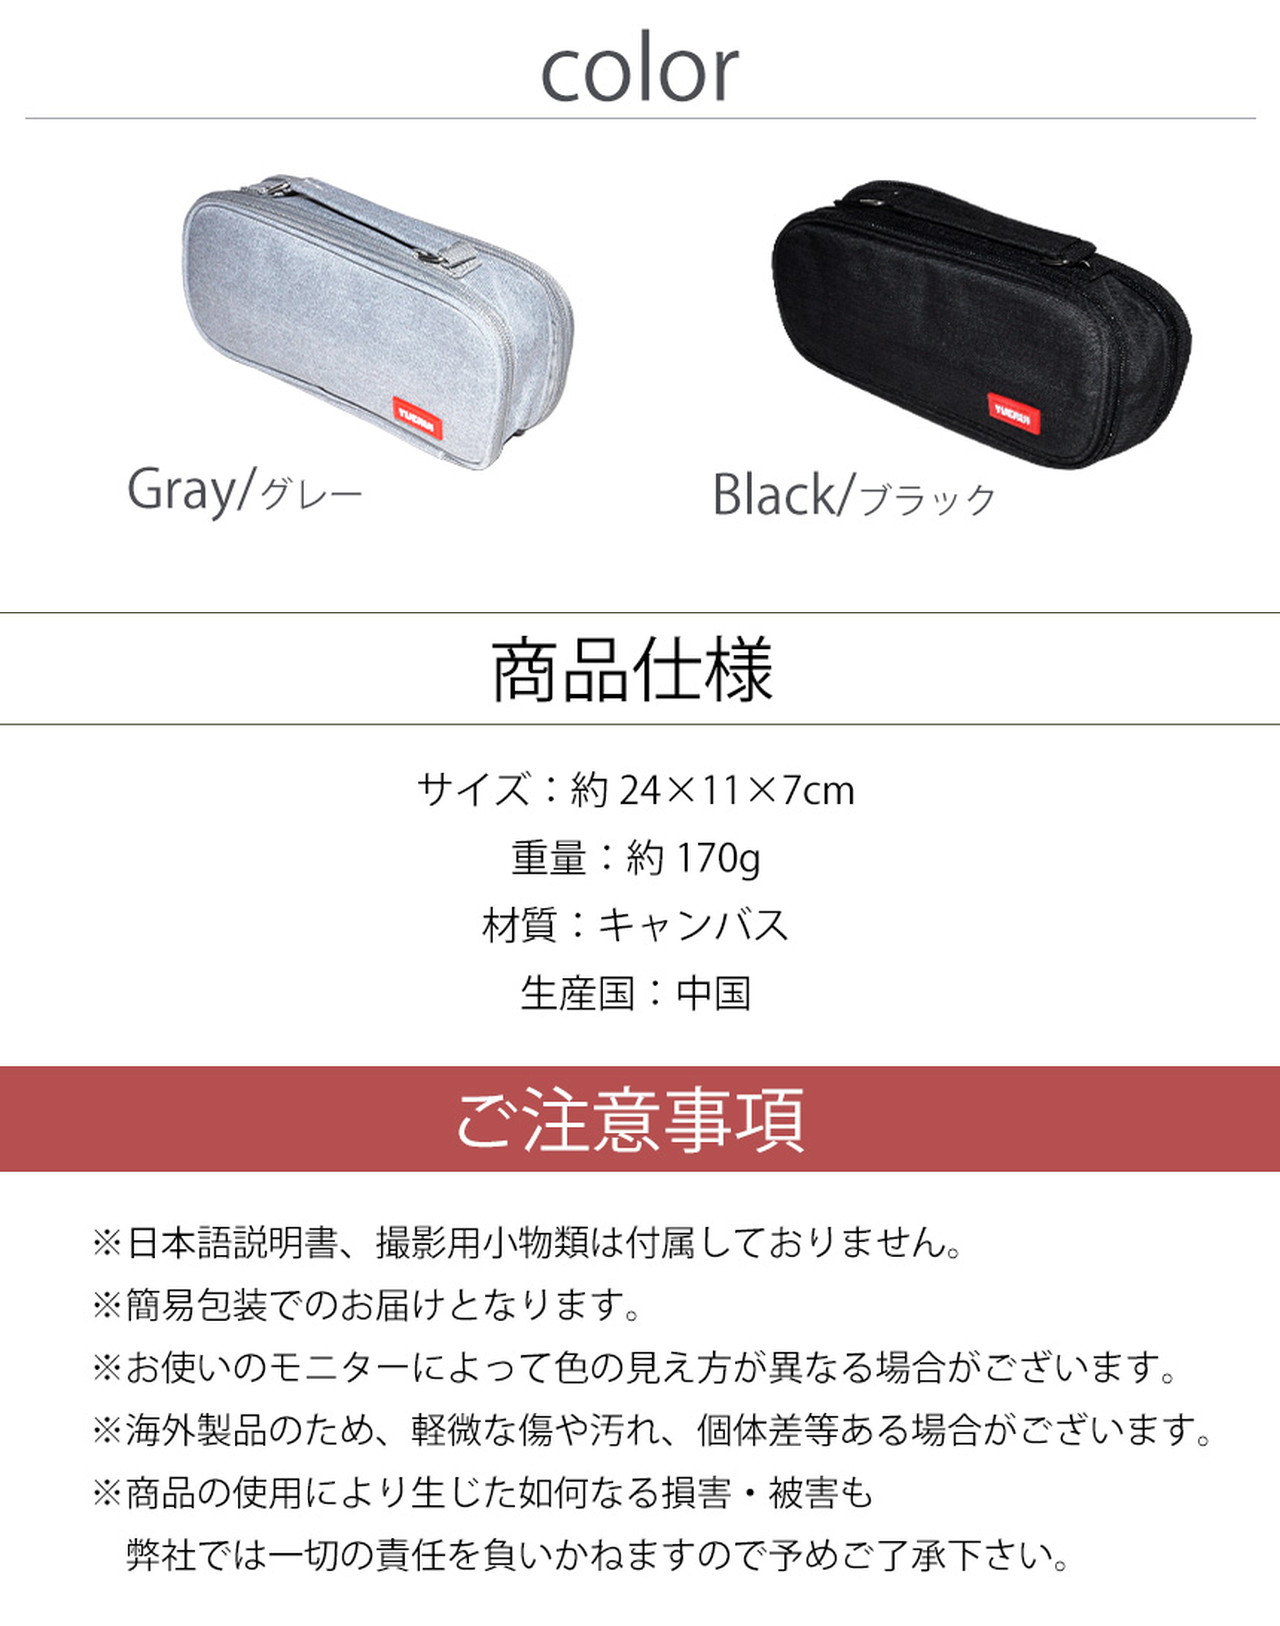 color
Gray/グレー
Black/ブラック
商品仕様
サイズ：約 24×11×7cm
重量：約 170g
材質：キャンバス
生産国：中国
ご注意事項
※日本語説明書、撮影用小物類は付属しておりません。
※簡易包装でのお届けとなります。
※お使いのモニターによって色の見え方が異なる場合がございます。
※海外製品のため、軽微な傷や汚れ、個体差等ある場合がございます。
※商品の使用により生じた如何なる損害・被害も
弊社では一切の責任を負いかねますので予めご了承下さい。